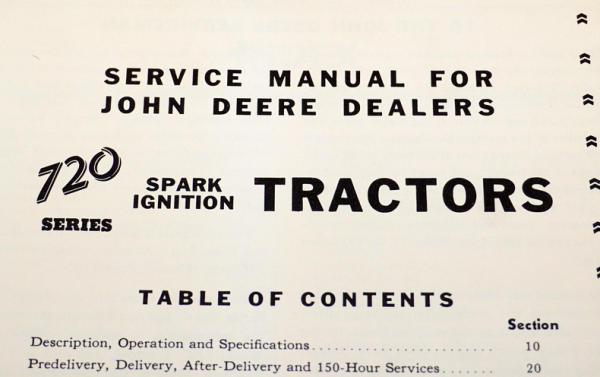 SERVICE MANUAL FOR
JOHN DEERE DEALERS
720
SERIES
SPARK
IGNITION
TRACTORS
TABLE OF CONTENTS
Section
Description, Operation and Specifications......................... 10
Predelivery, Delivery, After-Delivery and 150-Hour Services....... 20